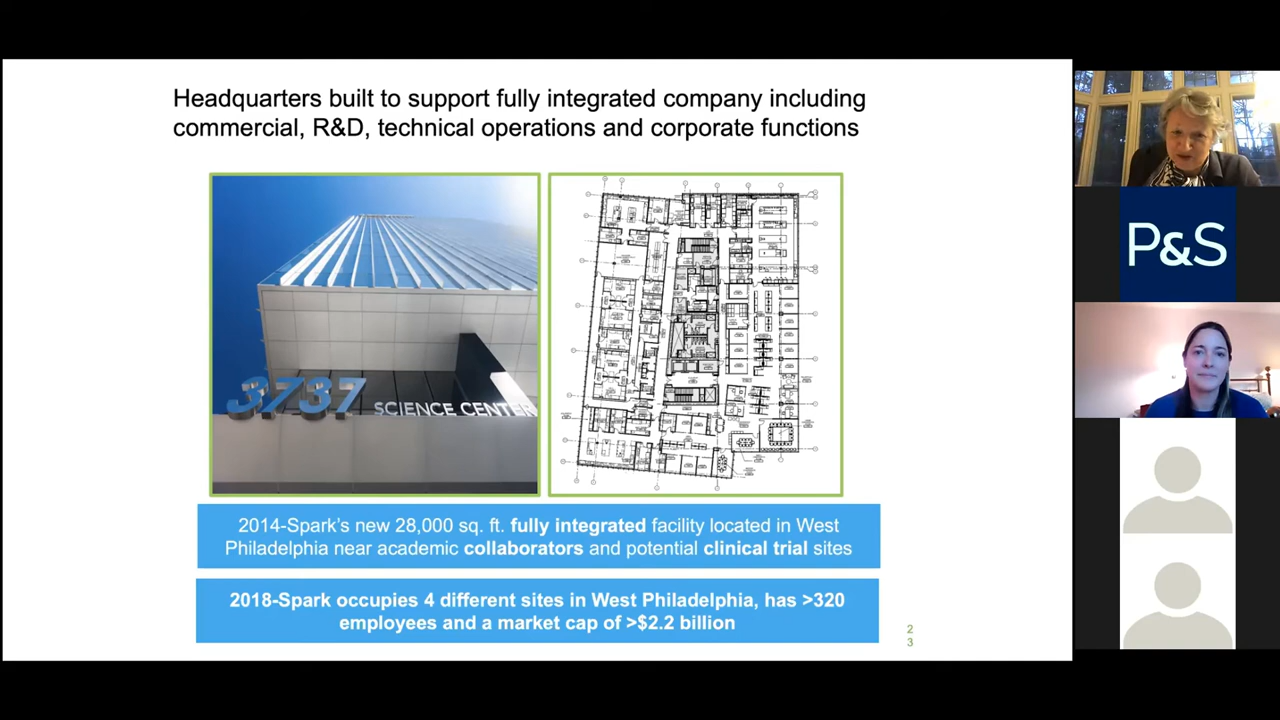 Headquarters built to support fully integrated company including
commercial, R&D, technical operations and corporate functions
3737
SCIENCE CENTER
2014-Spark's new 28,000 sq. ft. fully integrated facility located in West
Philadelphia near academic collaborators and potential clinical trial sites
2018-Spark occupies 4 different sites in West Philadelphia, has >320
employees and a market cap of >$2.2 billion
2
3
P&S